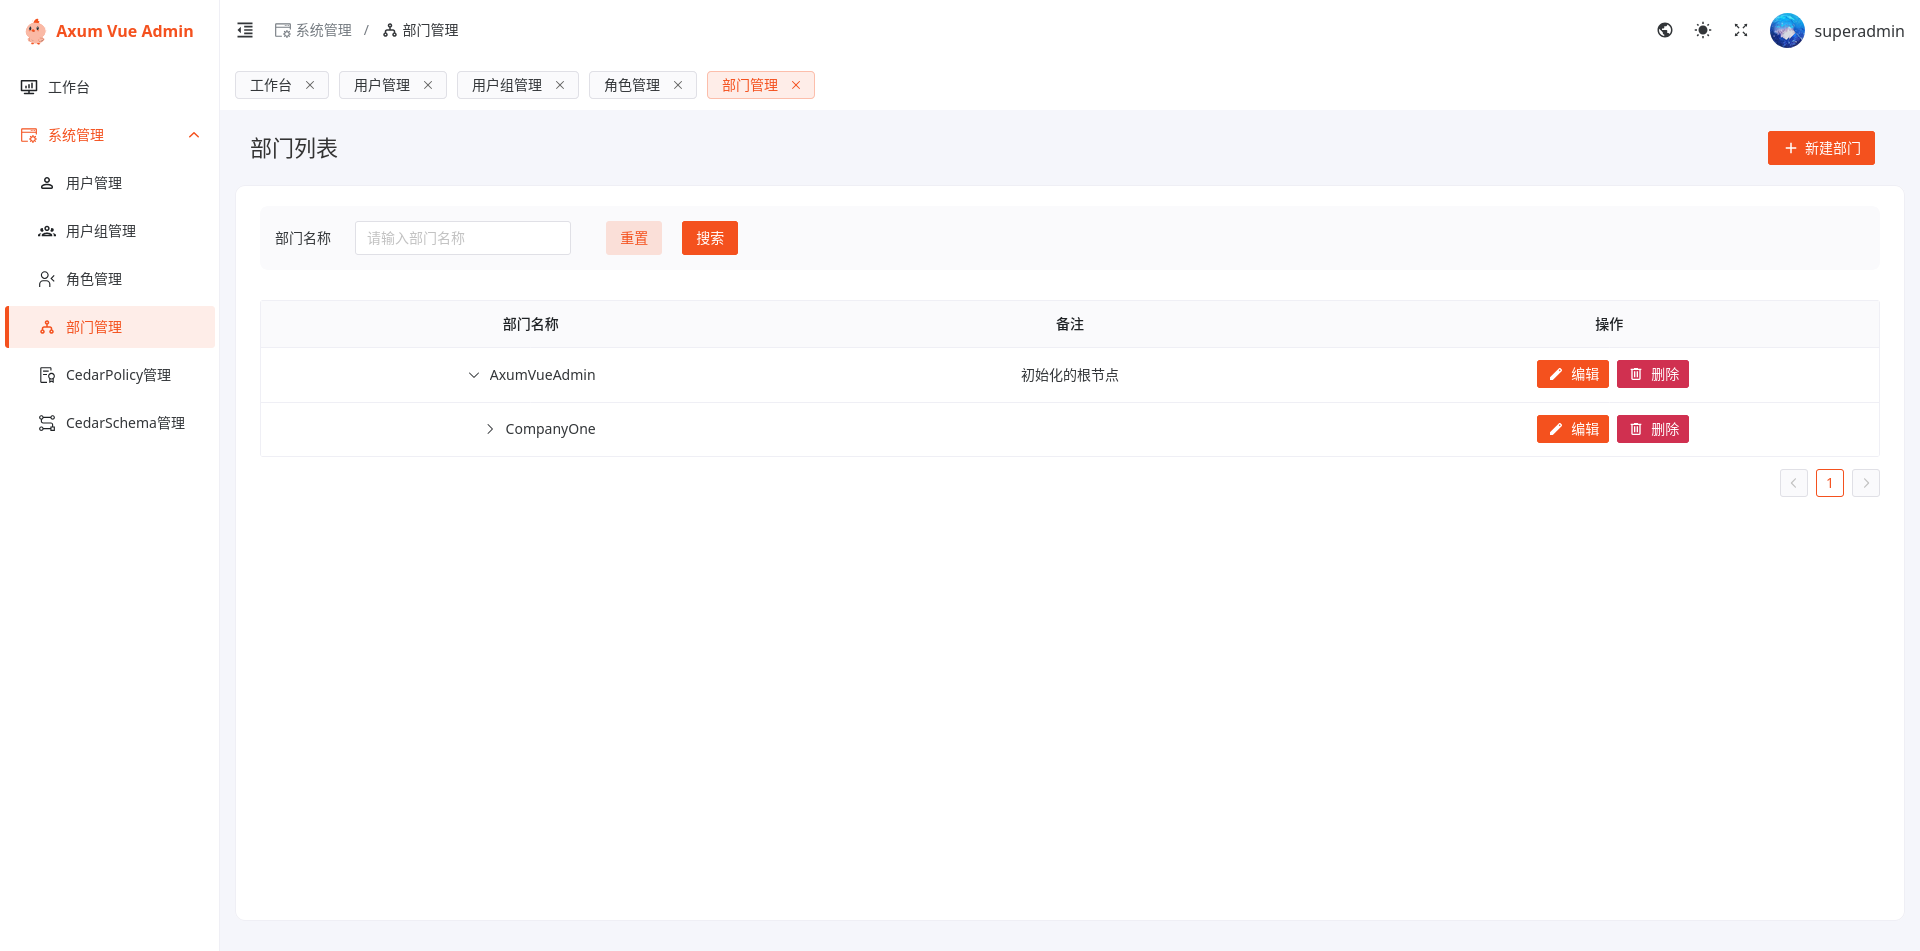 Axum Vue Admin
工作台
系统管理
用户管理
用户组管理
角色管理
部门管理
CedarPolicy管理
CedarSchema管理
系统管理 / 部门管理
superadmin
工作台 用户管理 用户组管理 角色管理 部门管理
部门列表
新建部门
部门名称 请输入部门名称 重置 搜索
部门名称 备注 操作
AxumVueAdmin 初始化的根节点 编辑 删除
CompanyOne 编辑 删除
1